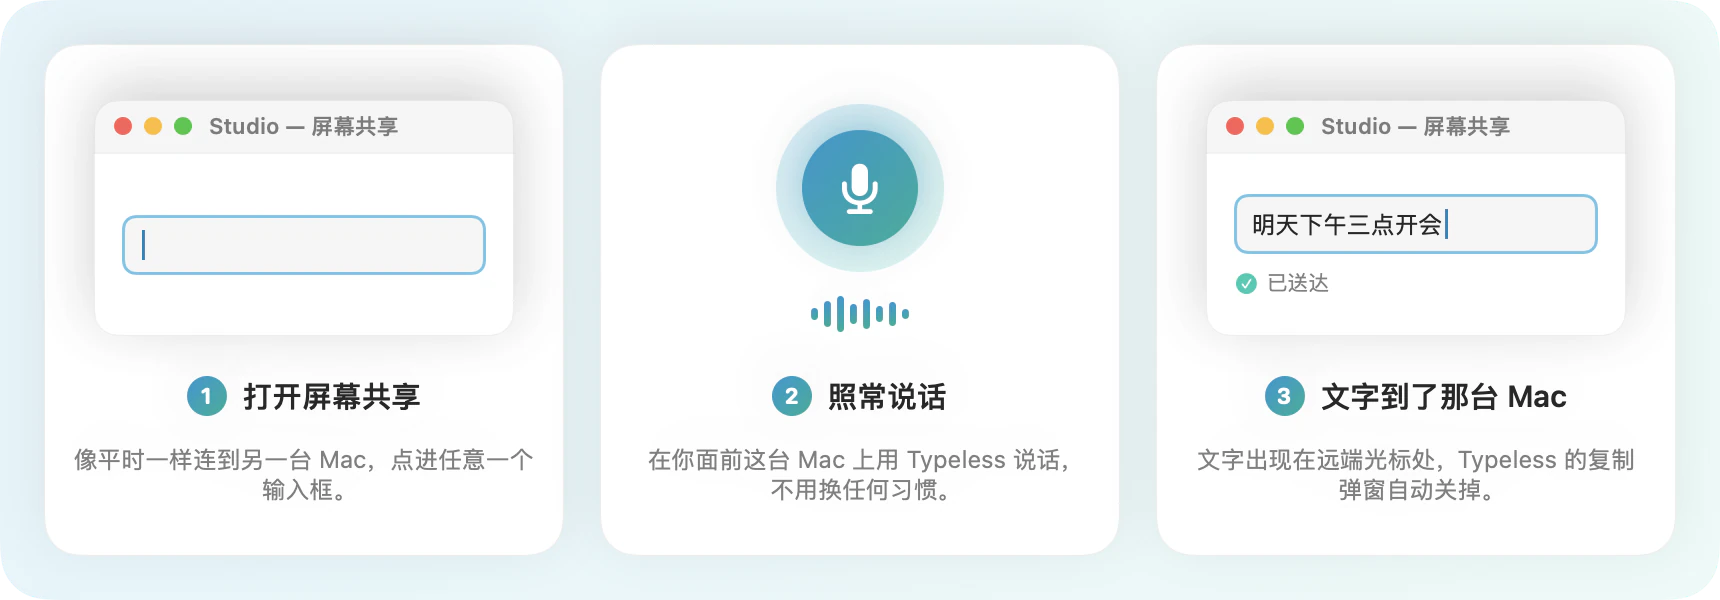 Studio — 屏幕共享
1 打开屏幕共享
像平时一样连到另一台 Mac，点进任意一个
输入框。
2 照常说话
在你面前这台 Mac 上用 Typeless 说话，
不用换任何习惯。
Studio — 屏幕共享
明天下午三点开会
已送达
3 文字到了那台 Mac
文字出现在远端光标处，Typeless 的复制
弹窗自动关掉。